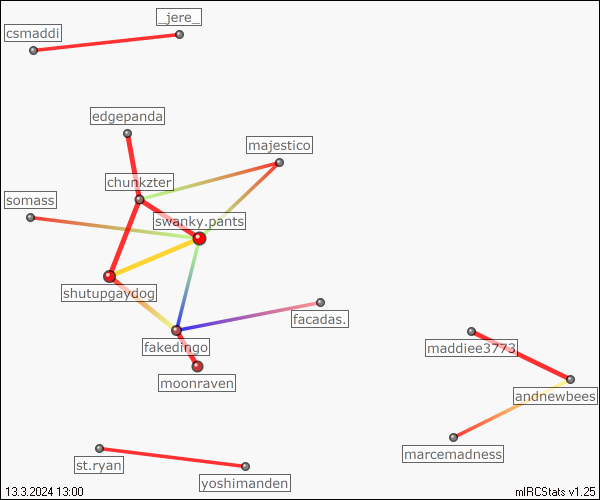 _jere_
csmaddi
edgepanda
majestico
chunkzter
somass
swanky.pants
shutupgaydog
facadas.
fakedingo
maddiee3773
moonraven
andnewbees
marcemadness
st.ryan
yoshimanden
13.3.2024 13:00
mIRCStats v1.25